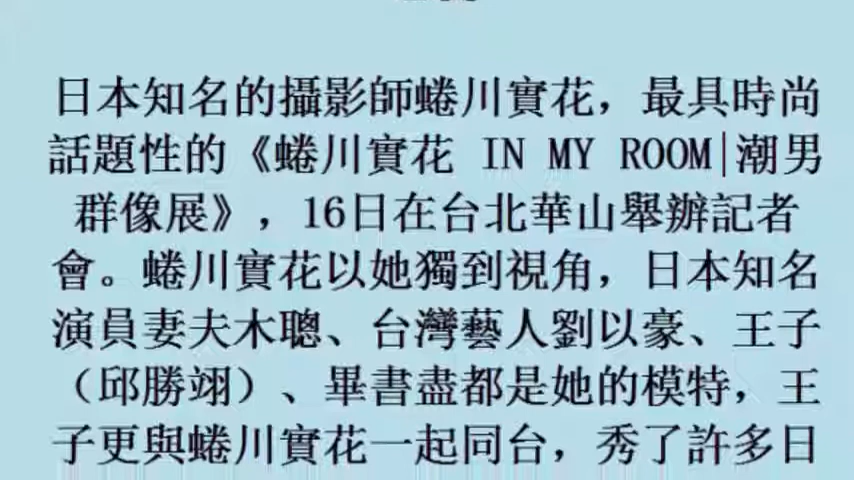 日本知名的攝影師蜷川實花，最具時尚
話題性的《蜷川實花 IN MY ROOM|潮男
群像展》，16日在台北華山舉辦記者
會。蜷川實花以她獨到視角，日本知名
演員妻夫木聰、台灣藝人劉以豪、王子
（邱勝翊）、畢書盡都是她的模特，王
子更與蜷川實花一起同台，秀了許多日